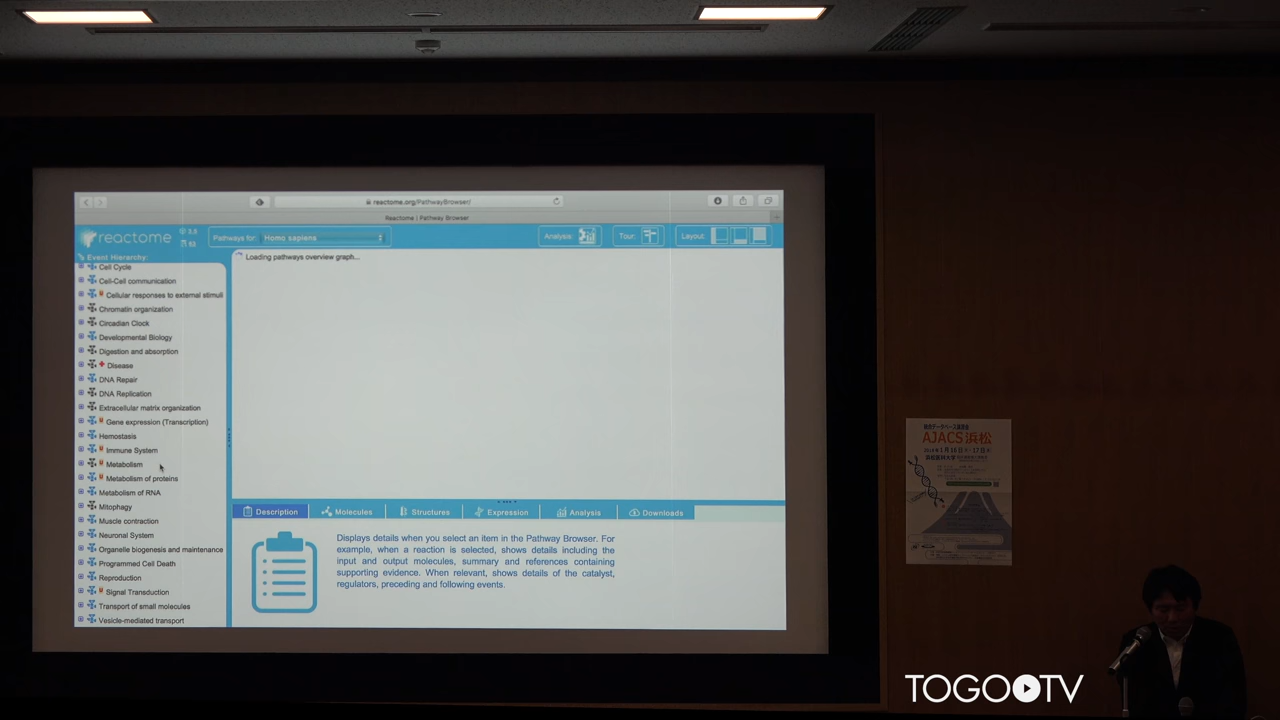 reactome.org/PathwayBrowser/
Reactome | Pathway Browser
reactome
Pathways for: Homo sapiens
Analysis:
Tour:
Layout:
Event Hierarchy:
Loading pathways overview graph...
Cell Cycle
Cell-Cell communication
Cellular responses to external stimuli
Chromatin organization
Circadian Clock
Developmental Biology
Digestion and absorption
Disease
DNA Repair
DNA Replication
Extracellular matrix organization
Gene expression (Transcription)
Hemostasis
Immune System
Metabolism
Metabolism of proteins
Metabolism of RNA
Mitophagy
Muscle contraction
Neuronal System
Organelle biogenesis and maintenance
Programmed Cell Death
Reproduction
Signal Transduction
Transport of small molecules
Vesicle-mediated transport
Description
Molecules
Structures
Expression
Analysis
Downloads
Displays details when you select an item in the Pathway Browser. For
example, when a reaction is selected, shows details including the
input and output molecules, summary and references containing
supporting evidence. When relevant, shows details of the catalyst,
regulators, preceding and following events.
AJACS浜松
TOGO TV